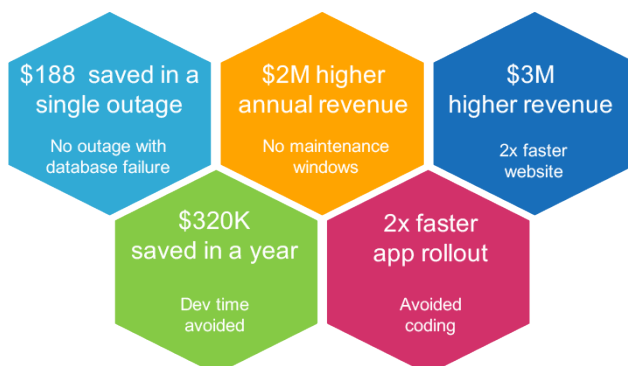 $188 saved in a
single outage
No outage with
database failure
$2M higher
annual revenue
No maintenance
windows
$3M
higher revenue
2x faster
website
$320K
saved in a year
Dev time
avoided
2x faster
app rollout
Avoided
coding